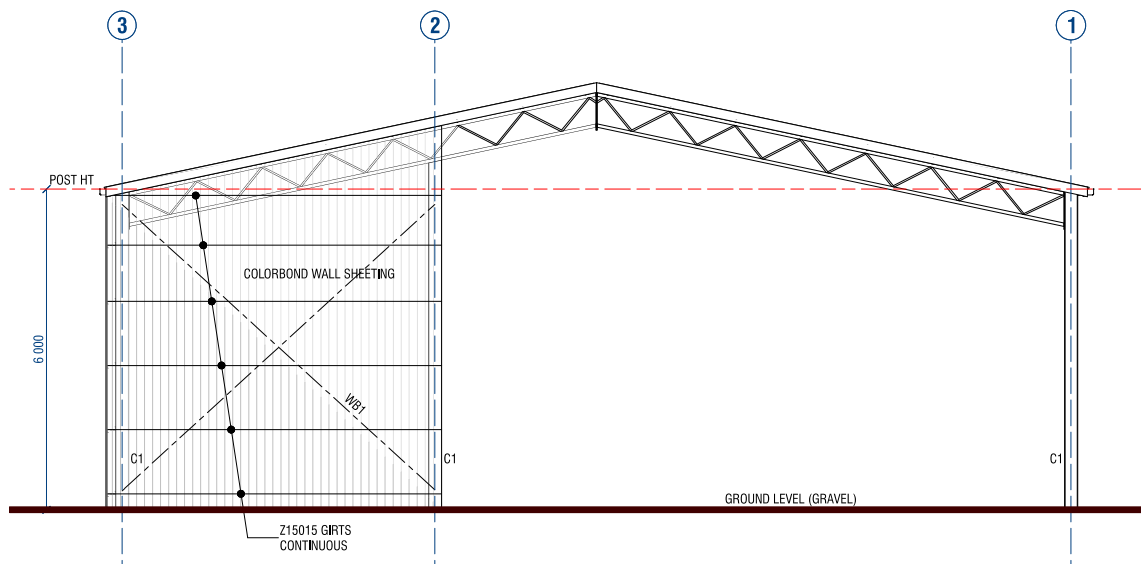 3
2
1
POST HT
COLORBOND WALL SHEETING
6 000
WB1
C1
C1
C1
GROUND LEVEL (GRAVEL)
Z15015 GIRTS
CONTINUOUS